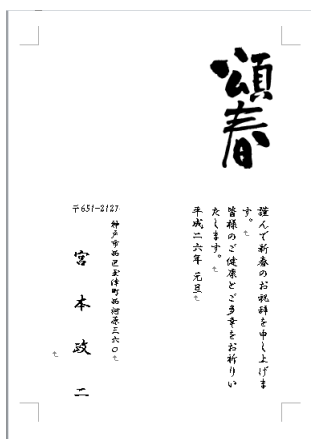 頌春
謹んで新春のお祝辞を申し上げま
す。
皆様のご健康とご多幸をお祈りい
たします。
平成二六年 元旦
〒651-2127
神戸市西区玉津町西河原三六〇
宮本政二